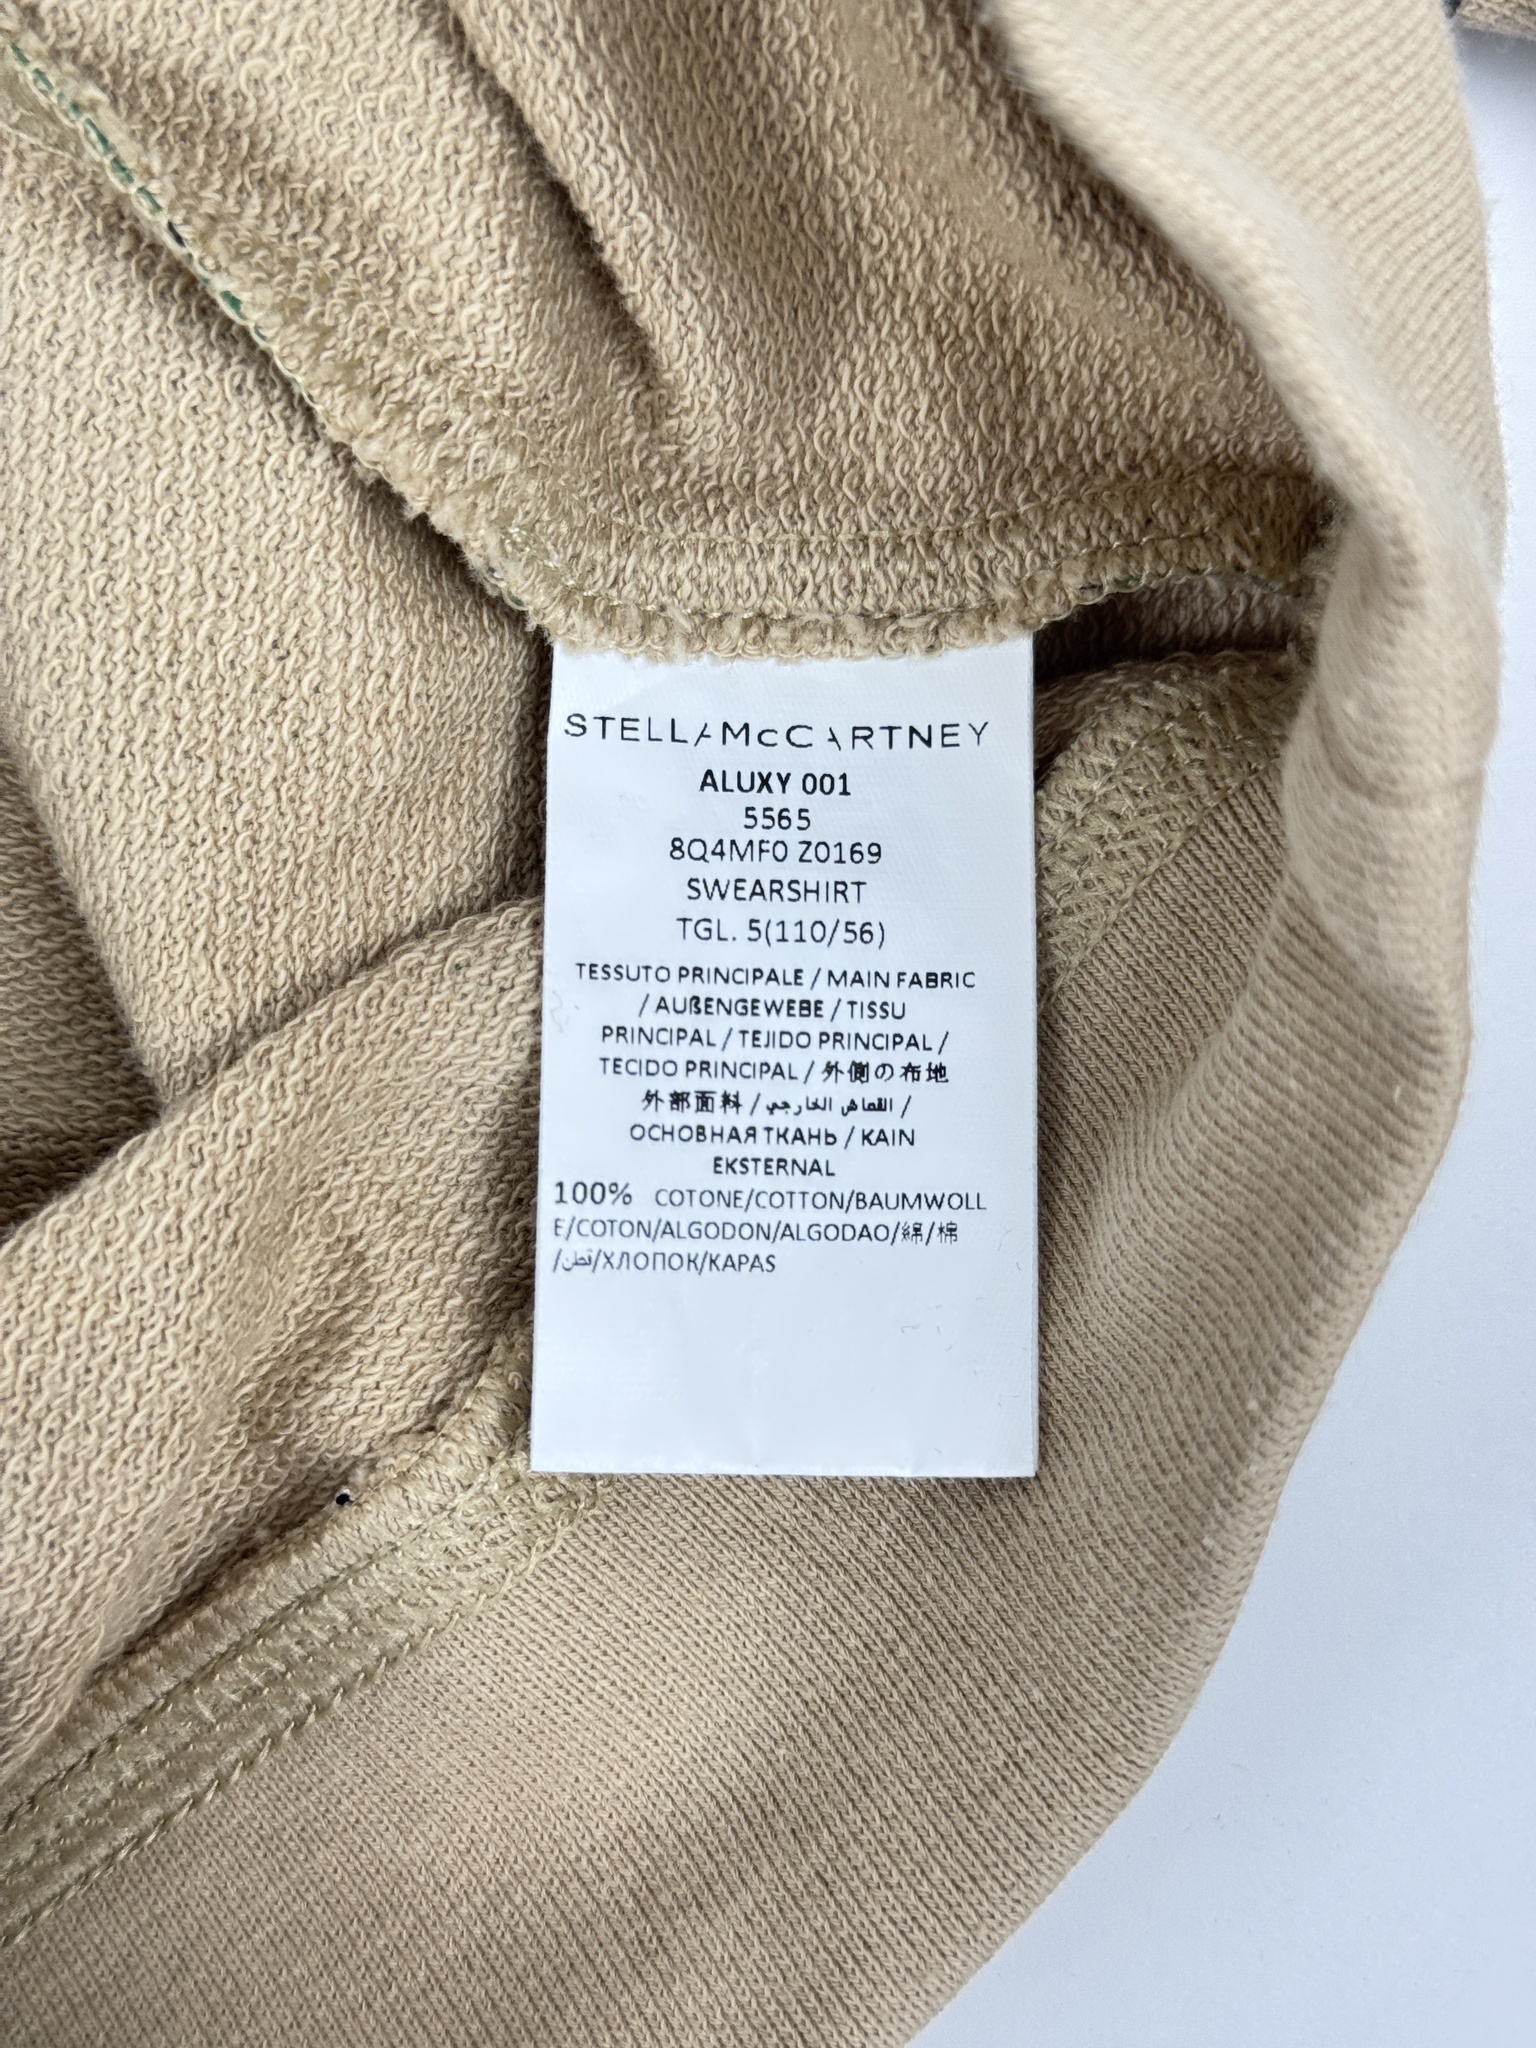 STELLAMcCARTNEY
ALUXY 001
5565
8Q4MF0 Z0169
SWEARSHIRT
TGL. 5(110/56)
TESSUTO PRINCIPALE / MAIN FABRIC
/ AUßENGEWEBE / TISSU
PRINCIPAL / TEJIDO PRINCIPAL /
TECIDO PRINCIPAL / 外側の布地
外部面料 / القماش الخارجي /
ОСНОВНАЯ ТКАНЬ / KAIN
EKSTERNAL
100% COTONE/COTTON/BAUMWOLL
E/COTON/ALGODON/ALGODAO/綿/棉
/قطن/ХЛОПОК/KAPAS